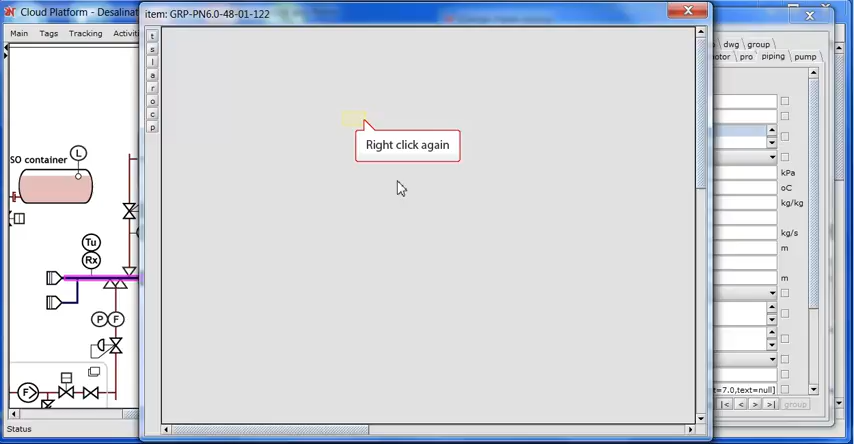 Cloud Platform - Desalinat
item: GRP-PN6.0-48-01-122
Main Tags Tracking Activiti
t
s
l
a
r
o
c
p
Right click again
dwg group
otor pro piping pump
SO container
L
Tu
Rx
P F
F
kPa
oC
kg/kg
kg/s
m
m
t=7.0,text=null]
|< < > >| group
Status